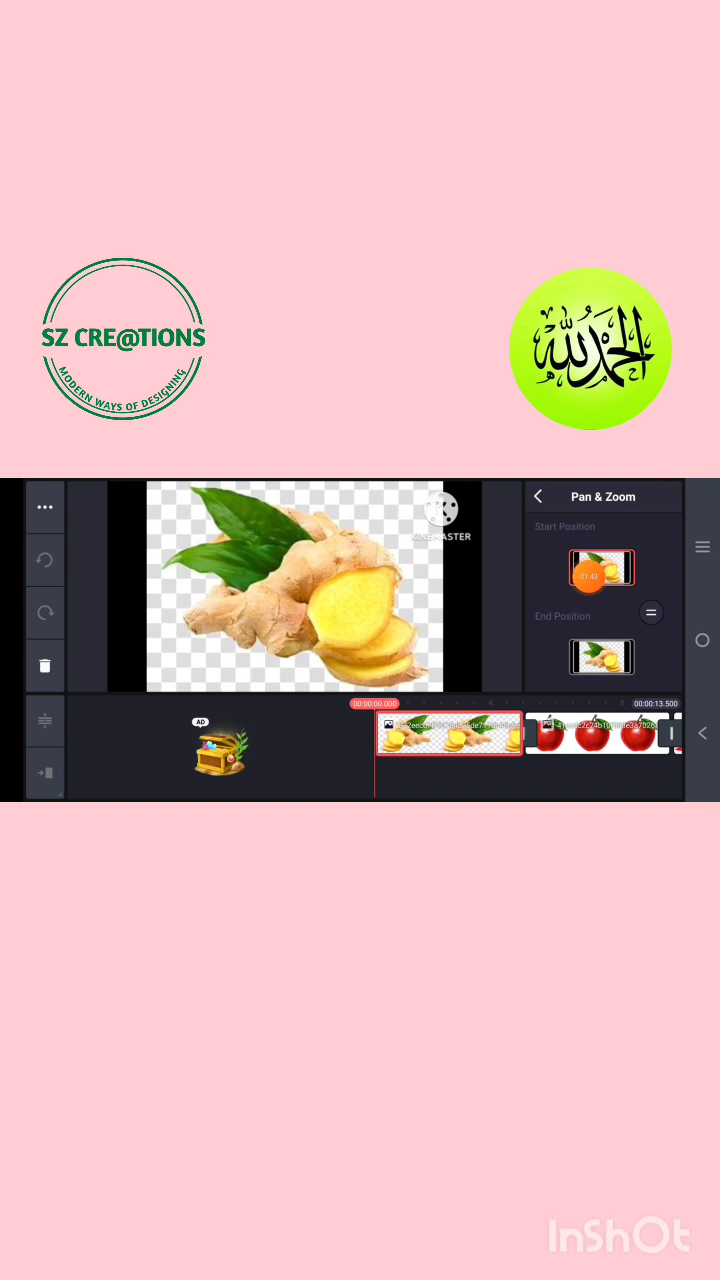 SZ CRE@TIONS
MODERN WAYS OF DESIGNING
الحمد لله
KINEMASTER
Pan & Zoom
Start Position
01:43
End Position
00:00:00.000
00:00:13.500
AD
InShOt